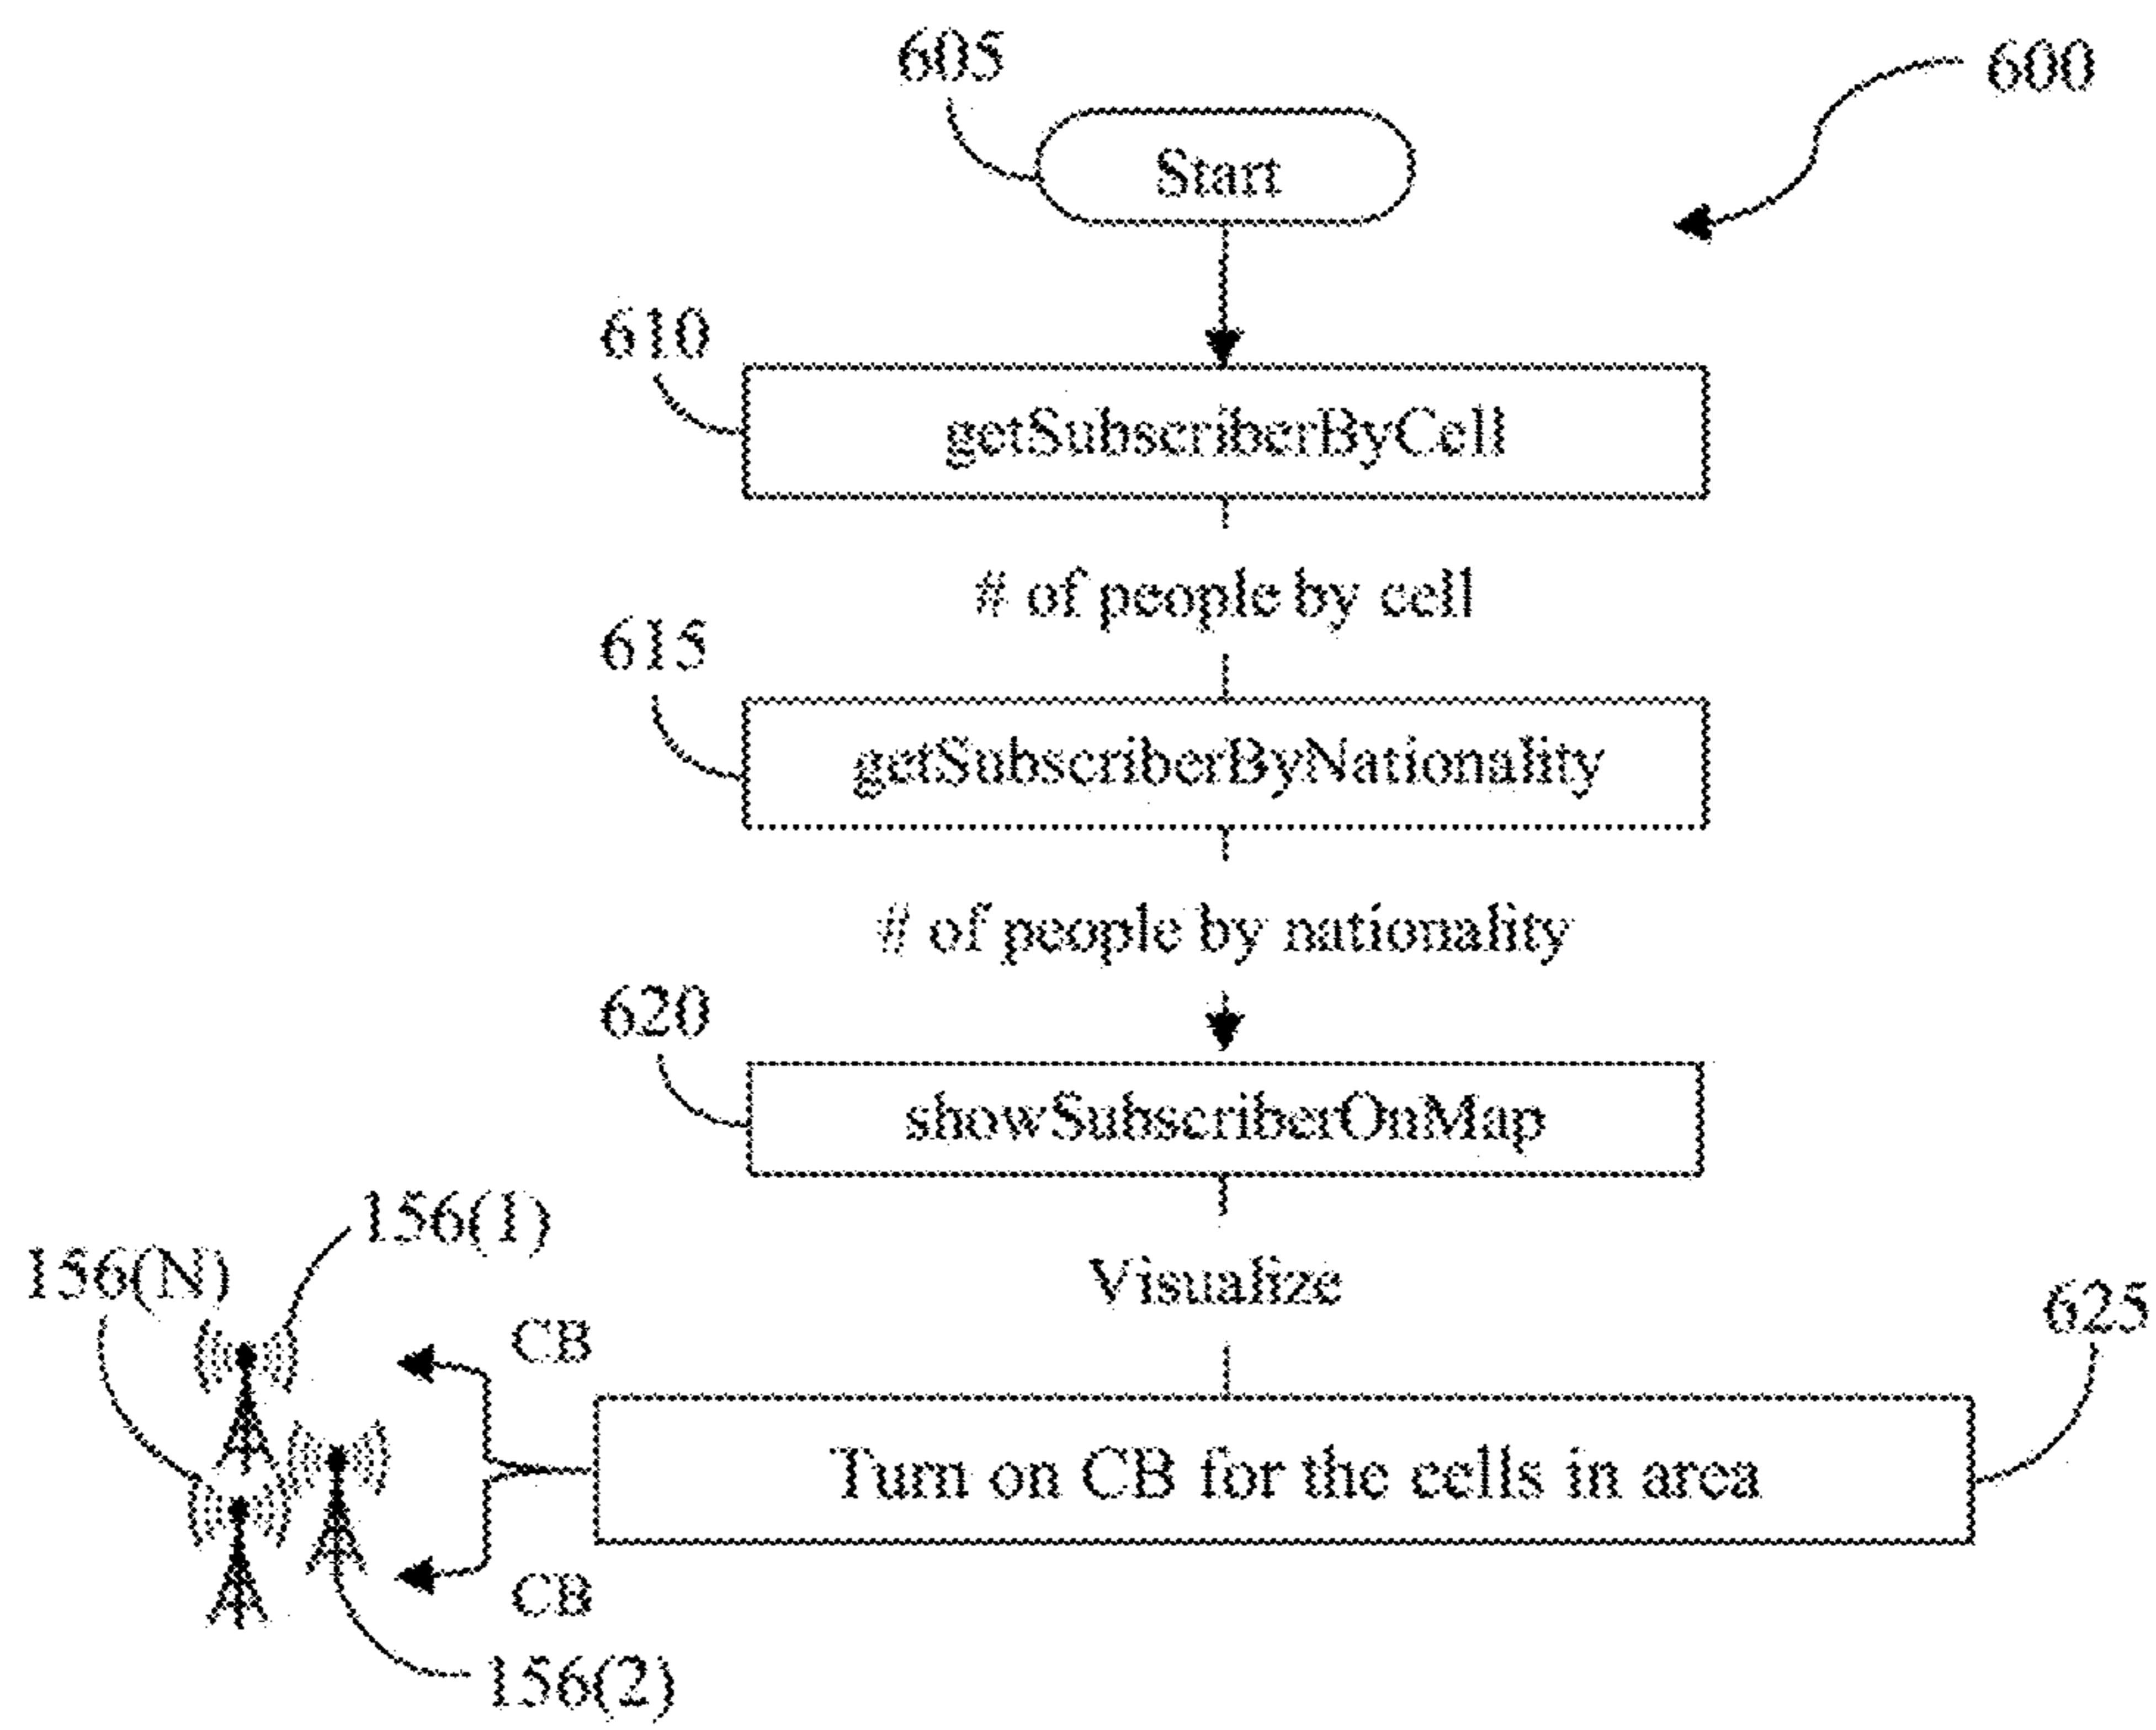 605
600
Start
610
getSubscriberByCell
# of people by cell
615
getSubscriberByNationality
# of people by nationality
620
showSubscriberOnMap
156(1)
156(N)
Visualize
625
CB
Turn on CB for the cells in area
CB
156(2)